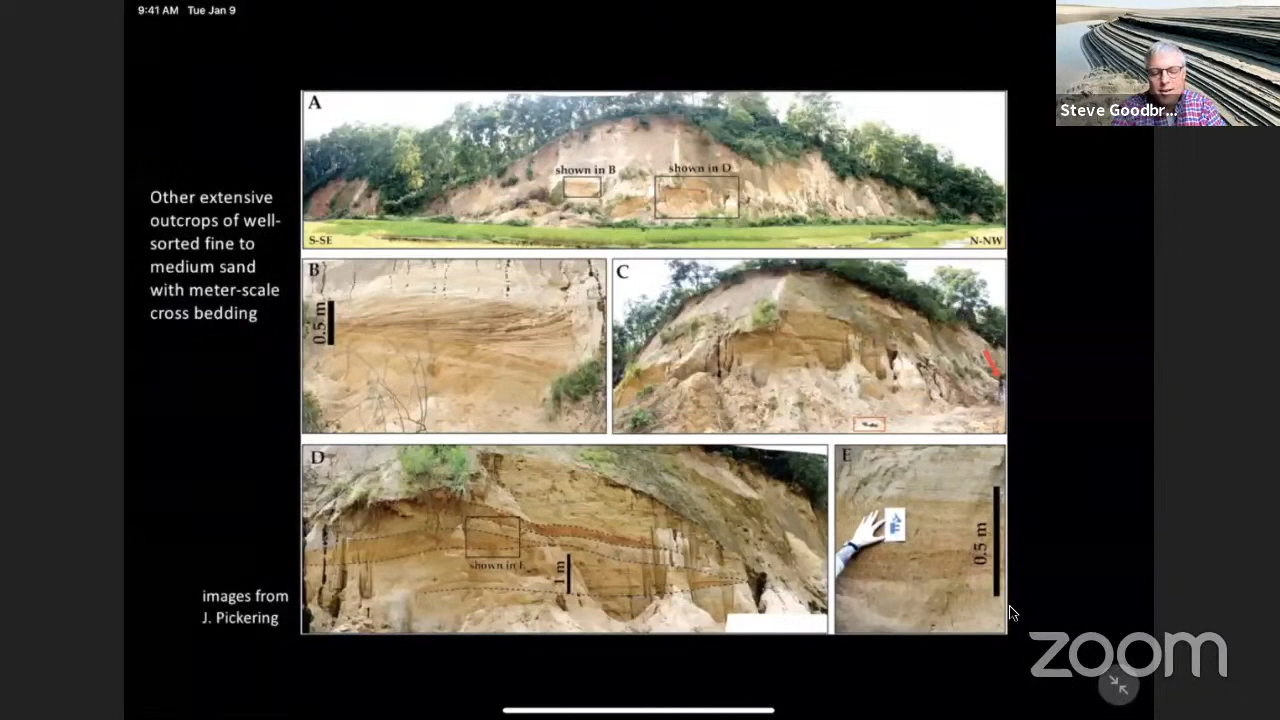 9:41 AM Tue Jan 9
Steve Goodbr...
Other extensive
outcrops of well-
sorted fine to
medium sand
with meter-scale
cross bedding
A
shown in B
shown in D
S-SE
N-NW
B
0.5 m
C
D
shown in E
1 m
E
0.5 m
images from
J. Pickering
zoom